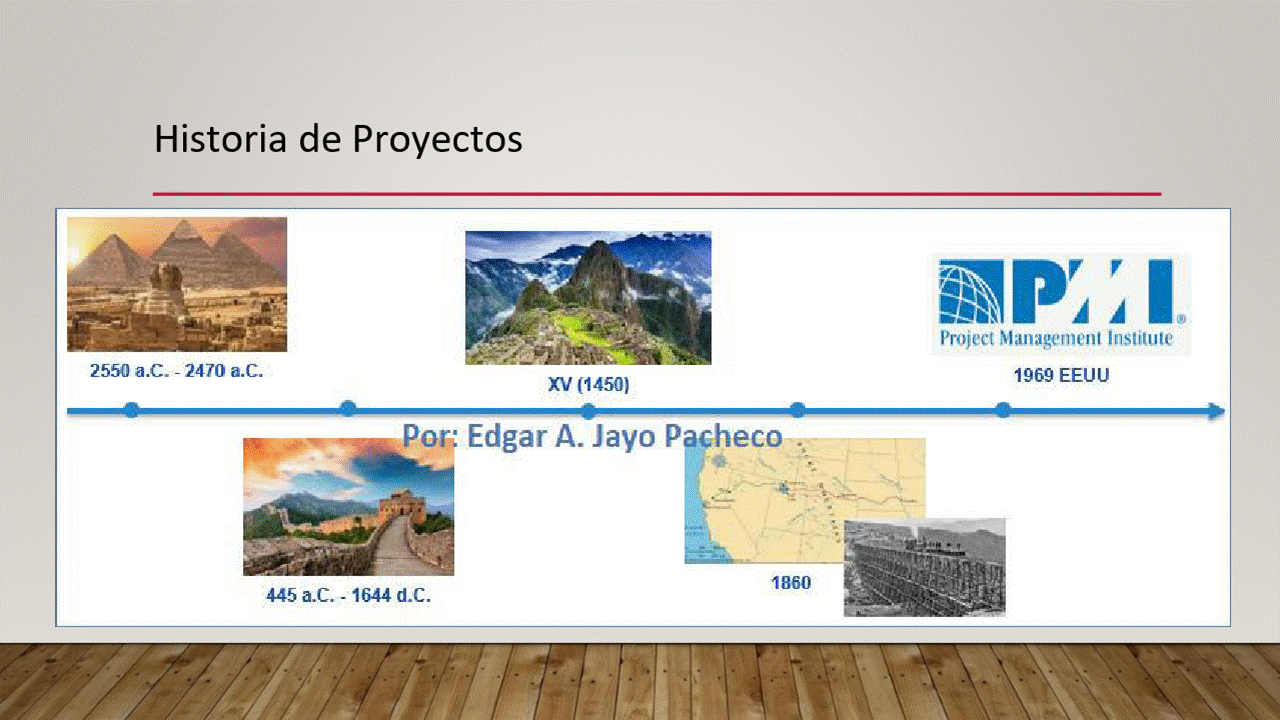 Historia de Proyectos
2550 a.C. - 2470 a.C.
XV (1450)
PMI®
Project Management Institute
1969 EEUU
Por: Edgar A. Jayo Pacheco
445 a.C. - 1644 d.C.
1860